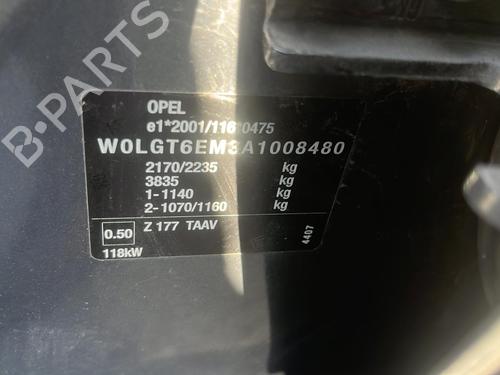 B-PARTS
OPEL
e1*2001/116*0475
W0LGT6EM3A1008480
2170/2235 kg
3835 kg
1-1140 kg
2-1070/1160 kg
0.50 Z 177 TAAV
118kW
4407
B-PARTS